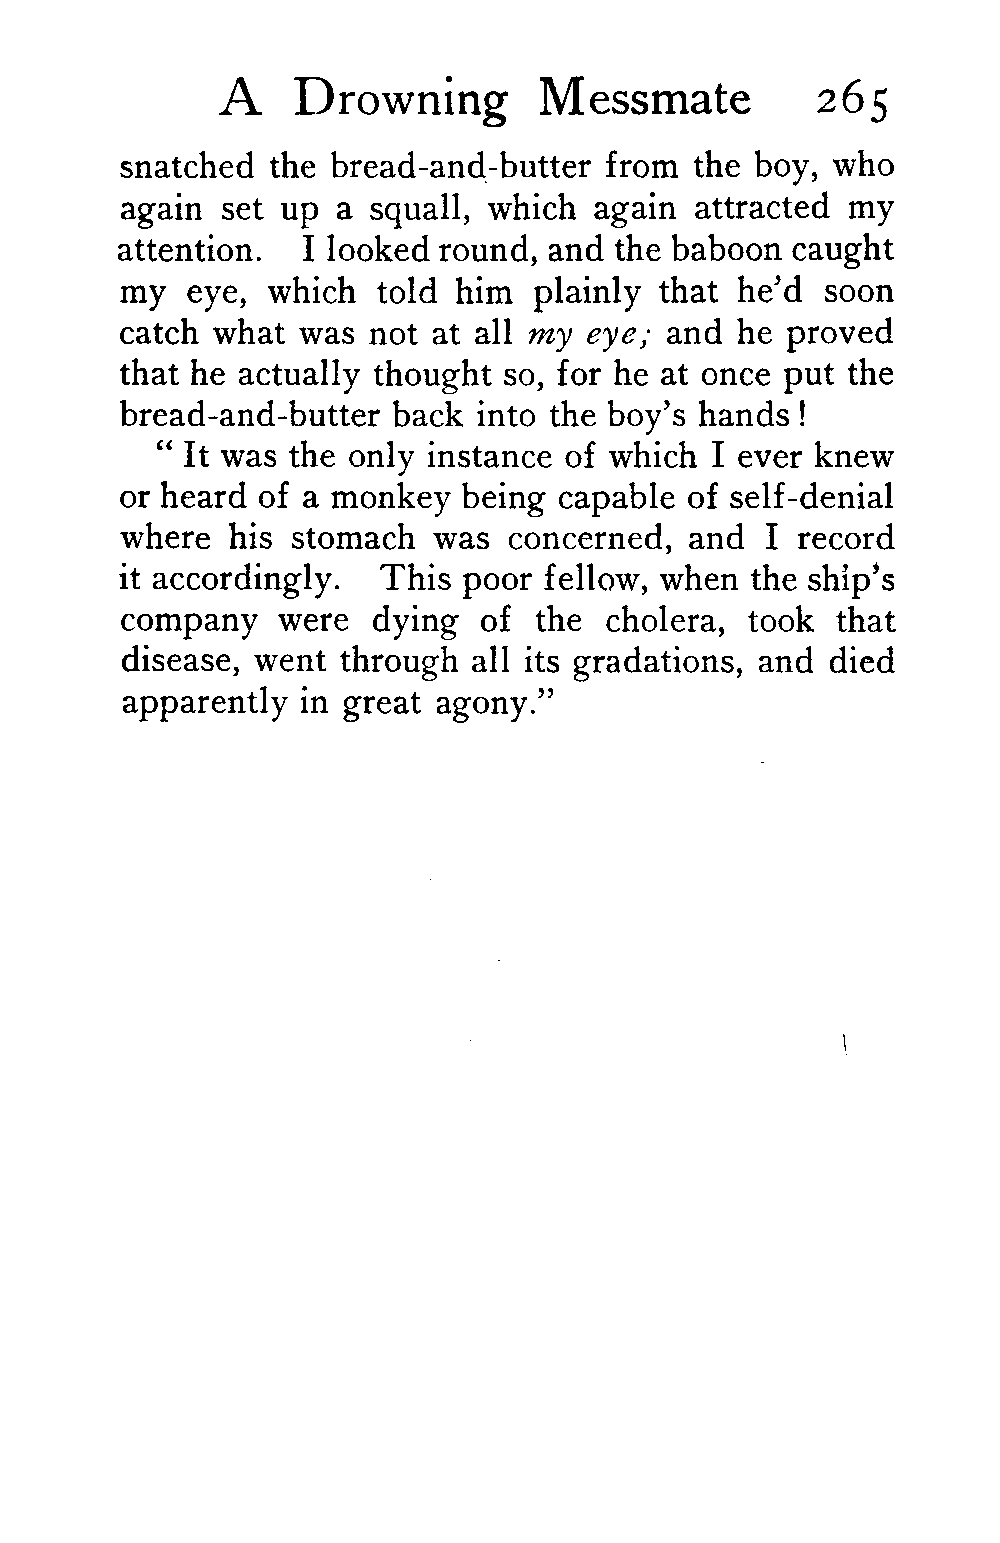 A Drowning Messmate 265
snatched the bread-and-butter from the boy, who
again set up a squall, which again attracted my
attention. I looked round, and the baboon caught
my eye, which told him plainly that he'd soon
catch what was not at all my eye; and he proved
that he actually thought so, for he at once put the
bread-and-butter back into the boy's hands!
“It was the only instance of which I ever knew
or heard of a monkey being capable of self-denial
where his stomach was concerned, and I record
it accordingly. This poor fellow, when the ship's
company were dying of the cholera, took that
disease, went through all its gradations, and died
apparently in great agony.”